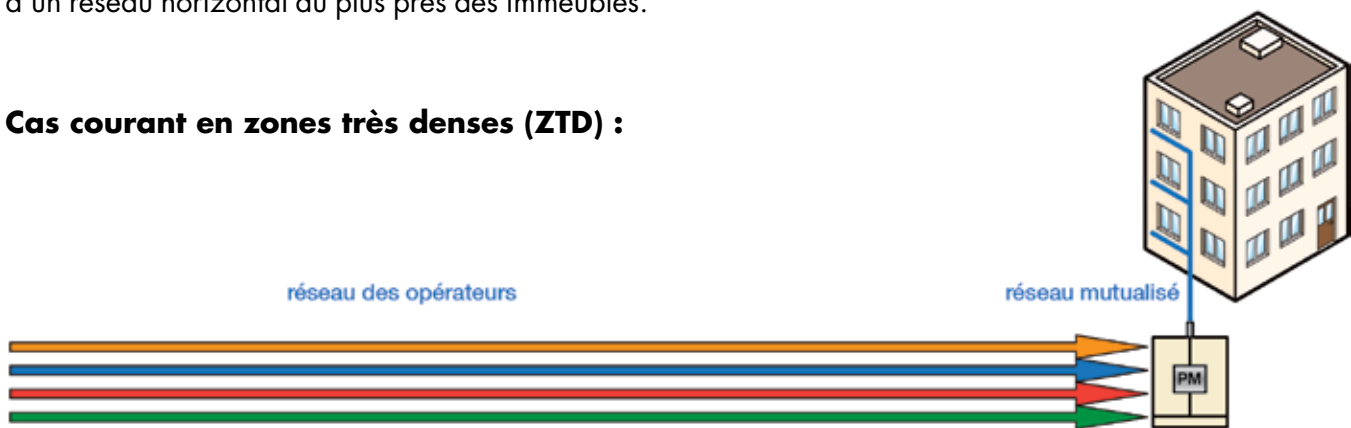 d'un réseau horizontal au plus près des immeubles.
Cas courant en zones très denses (ZTD) :
réseau des opérateurs
réseau mutualisé
PM